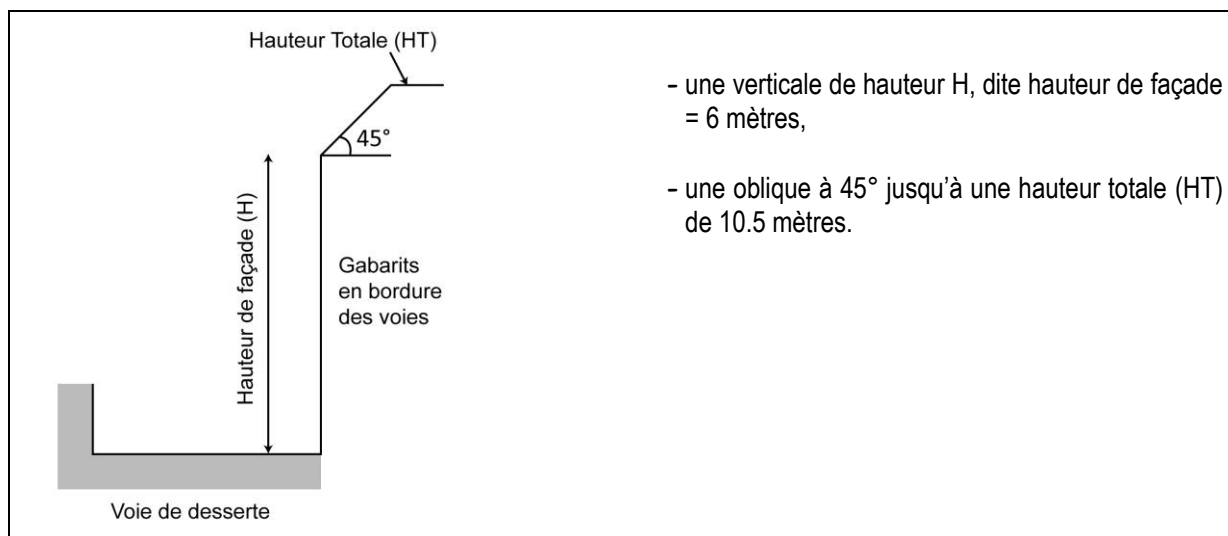 Hauteur Totale (HT)
45°
Hauteur de façade (H)
Gabarits
en bordure
des voies
Voie de desserte
- une verticale de hauteur H, dite hauteur de façade
= 6 mètres,
- une oblique à 45° jusqu’à une hauteur totale (HT)
de 10.5 mètres.